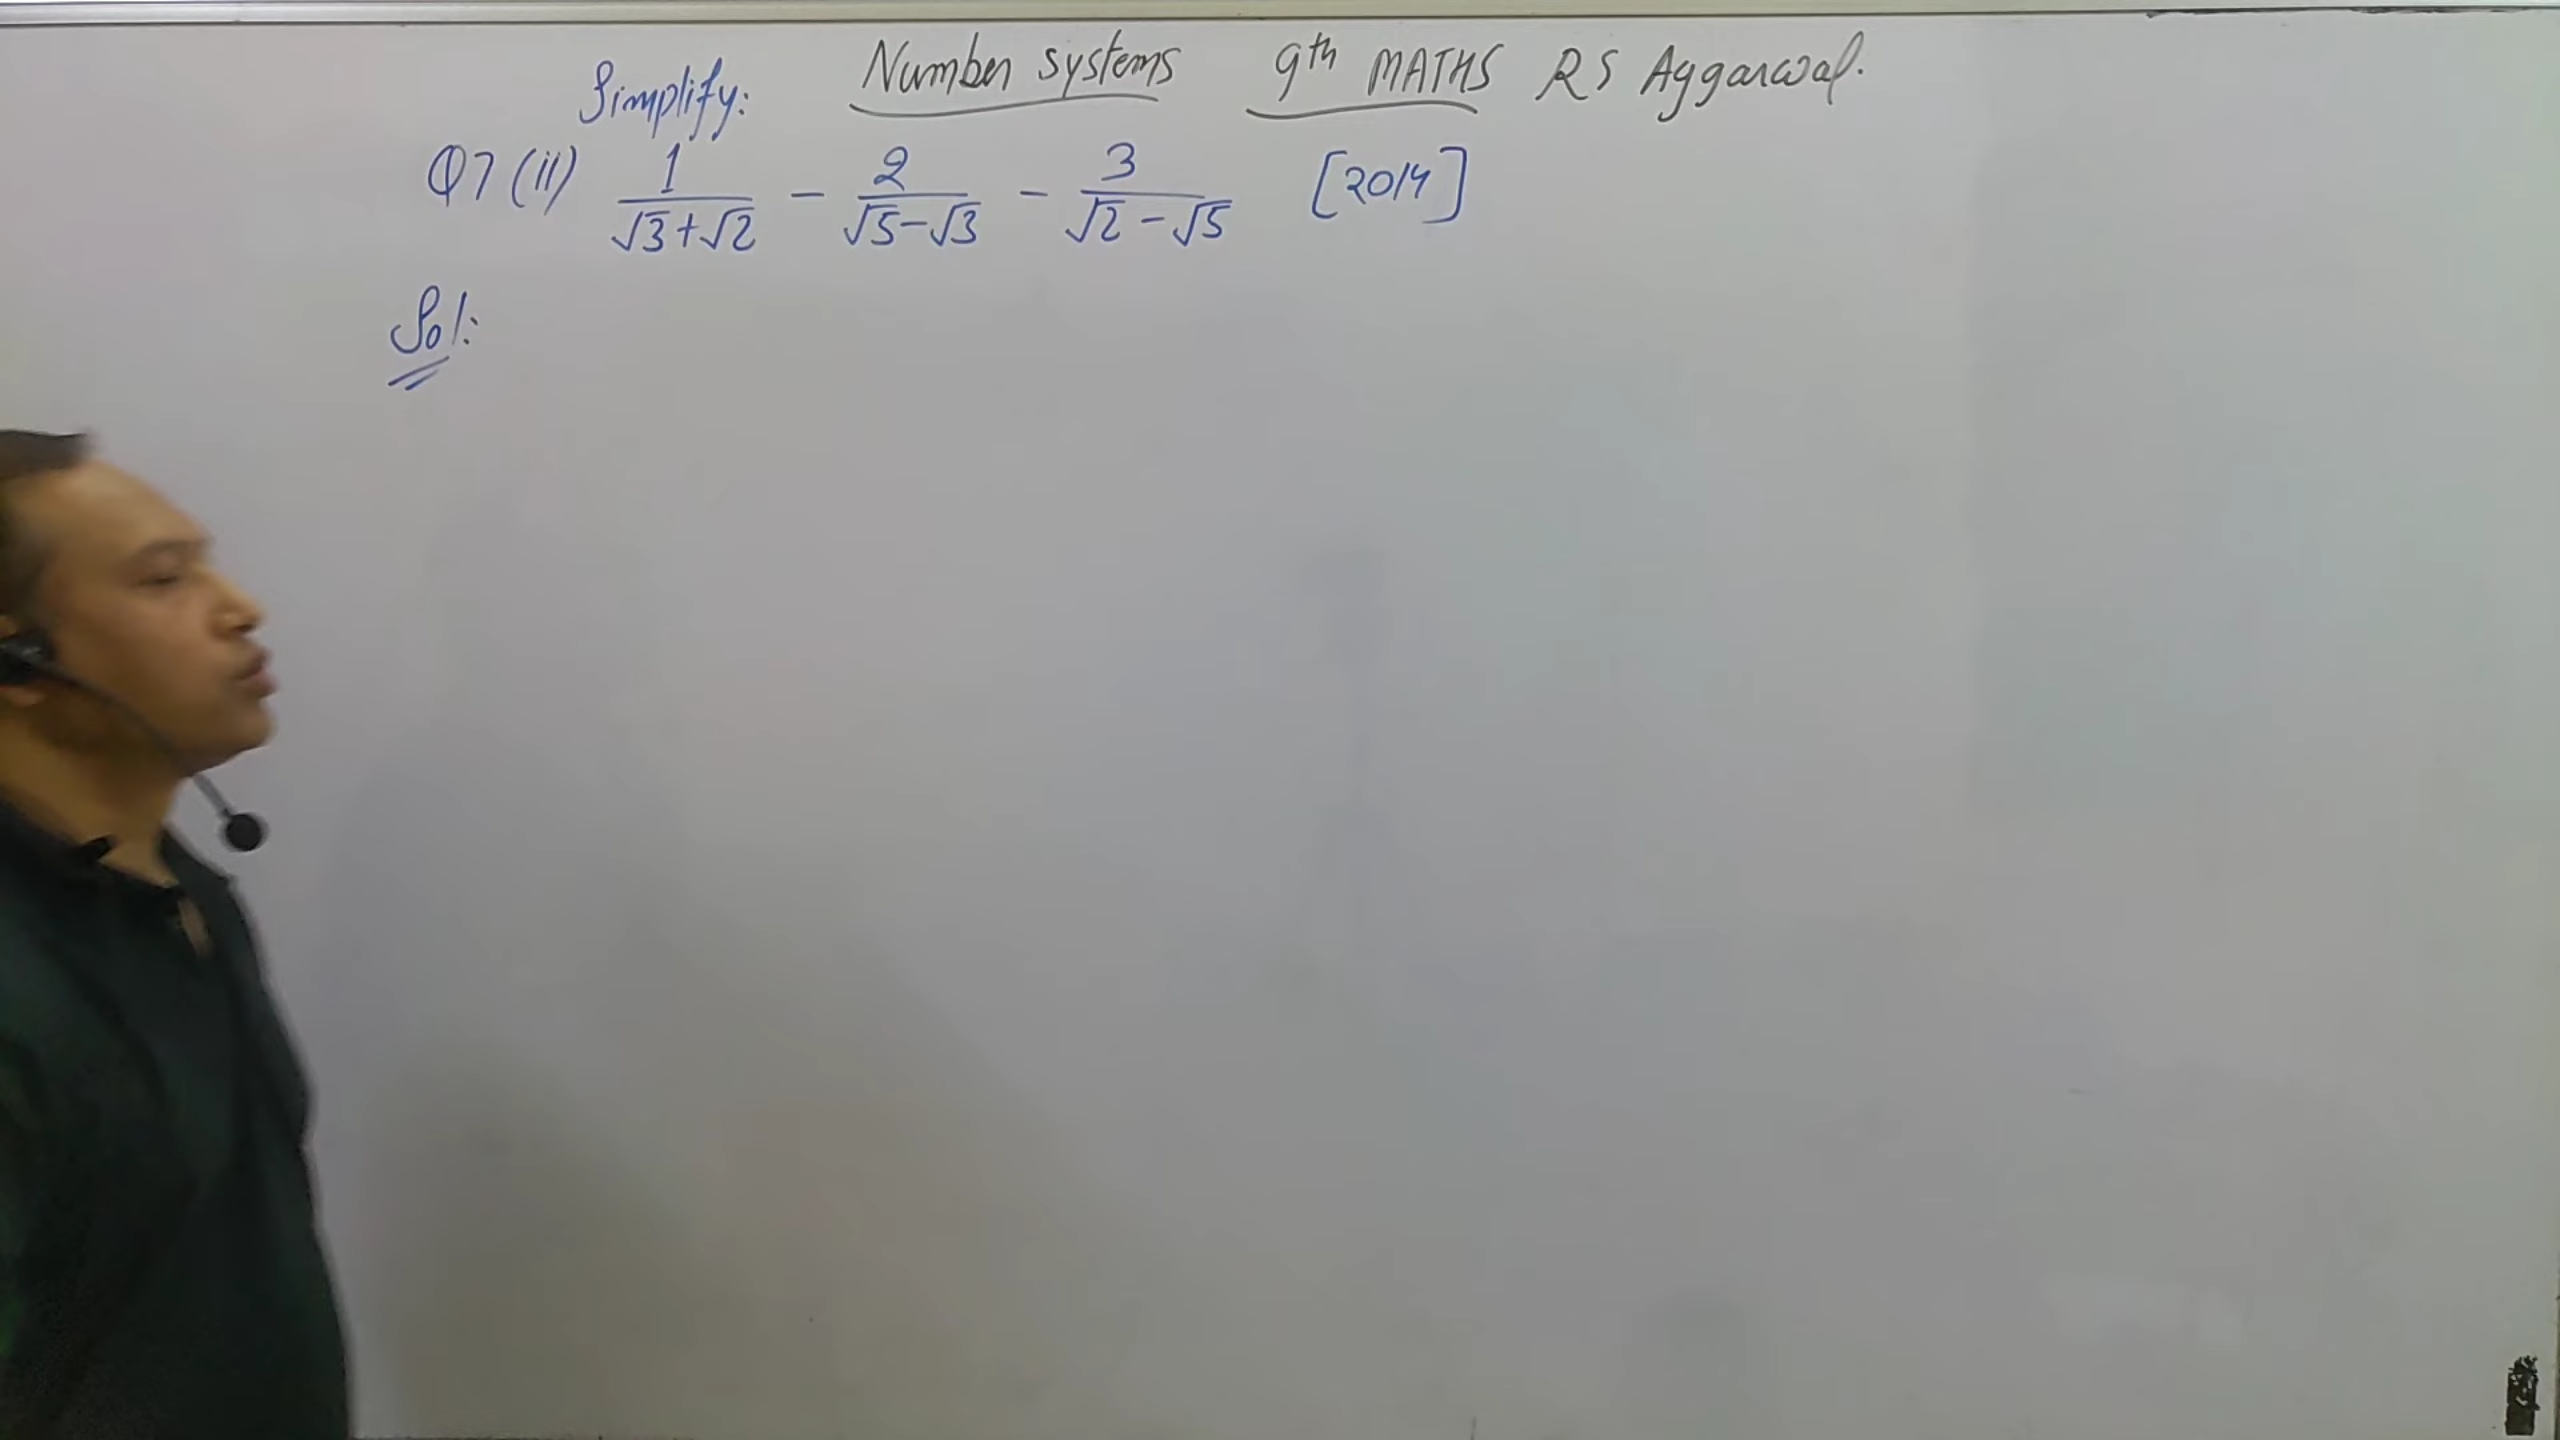 Number systems 9th MATHS RS Aggarwal.
Simplify:
Q7 (ii) 1/(√3+√2) − 2/(√5−√3) − 3/(√2−√5) [2014]
Sol: